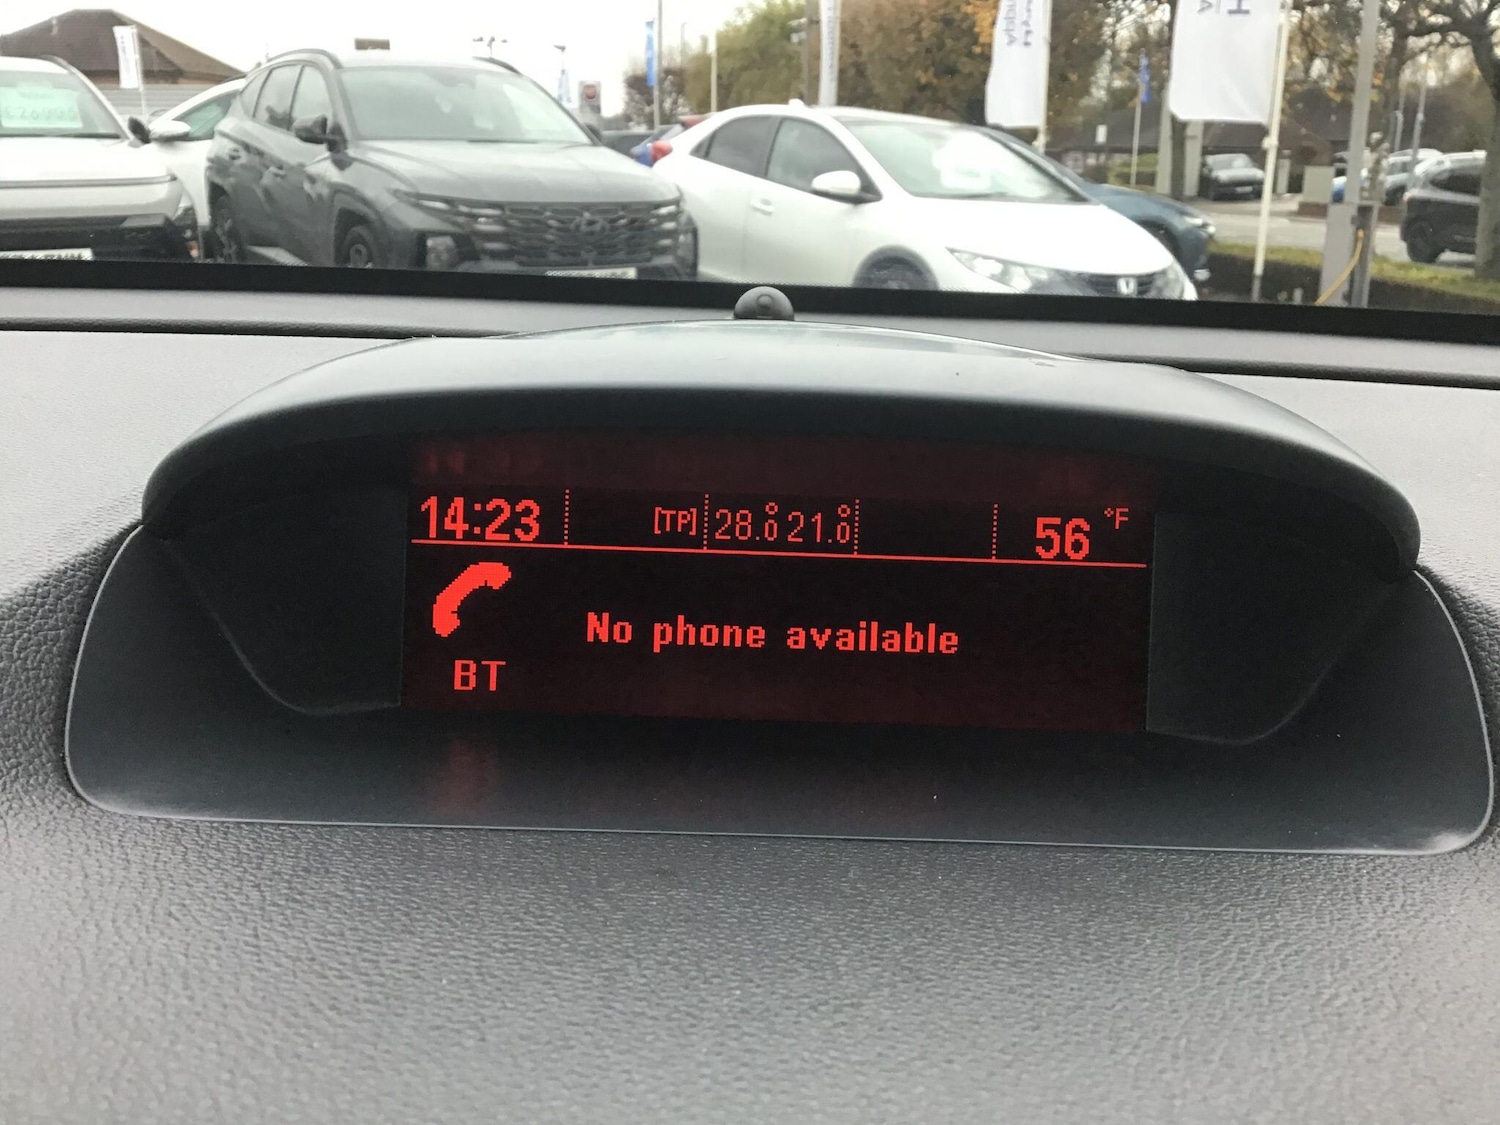 14:23 [TP] 28.0° 21.0° 56 °F
No phone available
BT